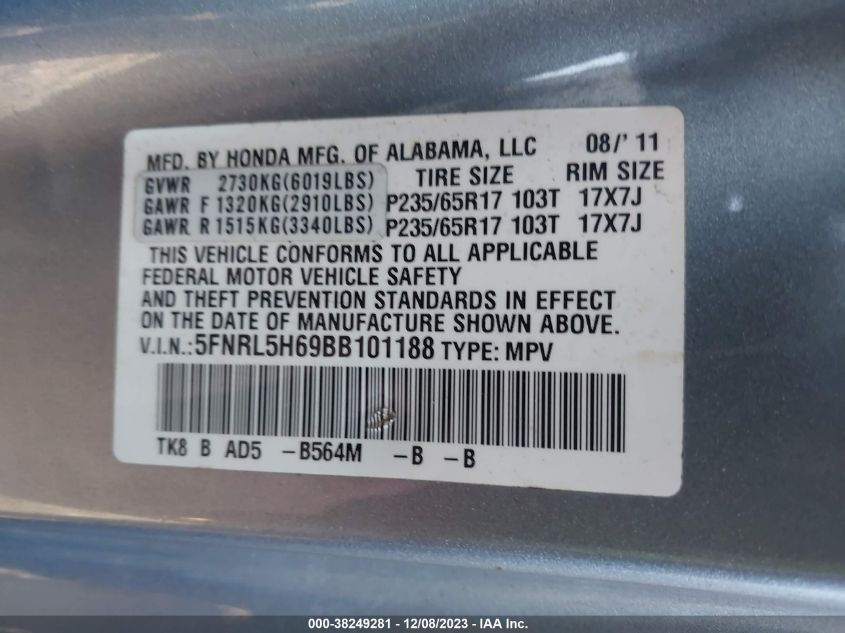 MFD. BY HONDA MFG. OF ALABAMA, LLC 08/' 11
GVWR 2730KG(6019LBS) TIRE SIZE RIM SIZE
GAWR F 1320KG(2910LBS) P235/65R17 103T 17X7J
GAWR R 1515KG(3340LBS) P235/65R17 103T 17X7J
THIS VEHICLE CONFORMS TO ALL APPLICABLE
FEDERAL MOTOR VEHICLE SAFETY
AND THEFT PREVENTION STANDARDS IN EFFECT
ON THE DATE OF MANUFACTURE SHOWN ABOVE.
V.I.N.:5FNRL5H69BB101188 TYPE: MPV
TK8 B AD5 -B564M -B -B
000-38249281 - 12/08/2023 - IAA Inc.